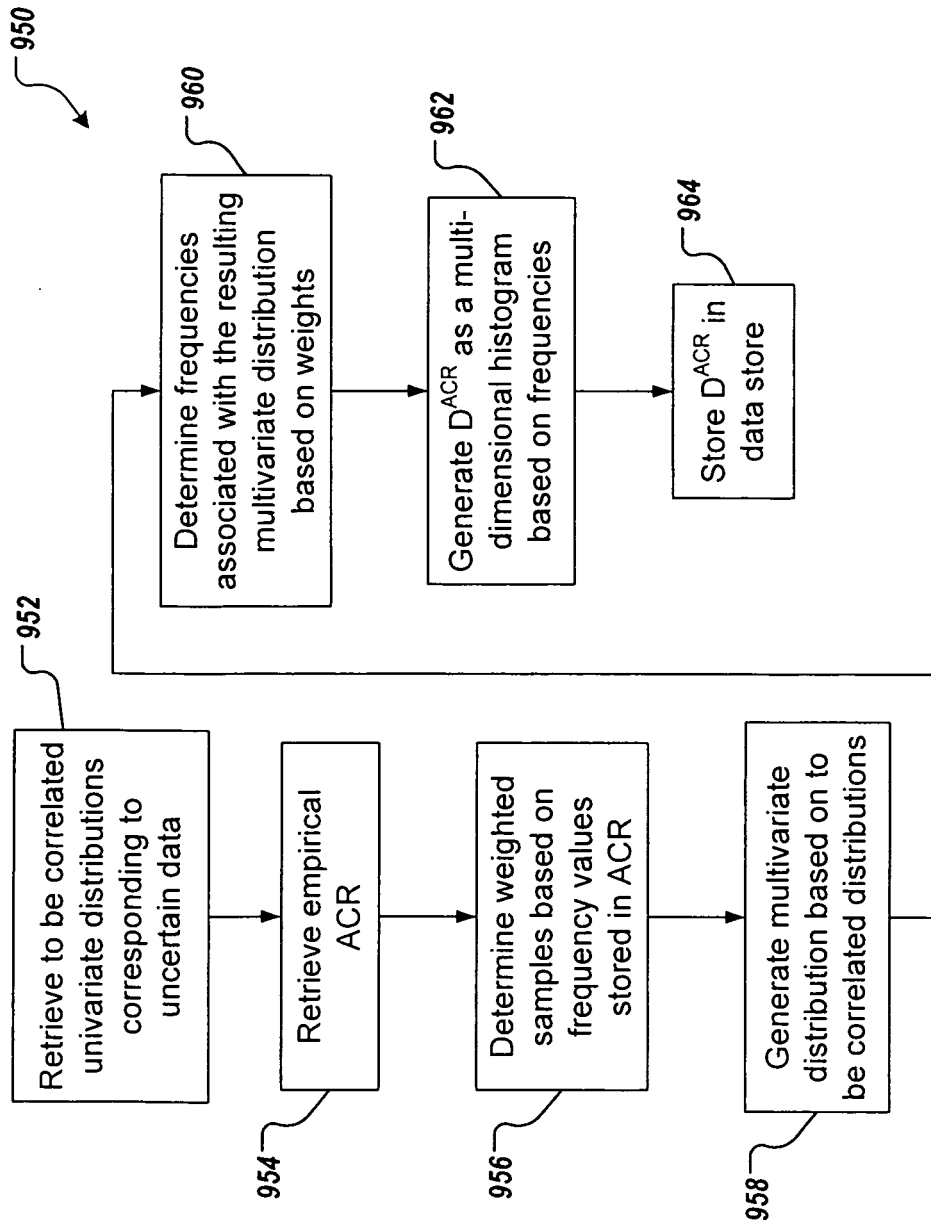 950
952
Retrieve to be correlated
univariate distributions
corresponding to
uncertain data
954
Retrieve empirical
ACR
956
Determine weighted
samples based on
frequency values
stored in ACR
958
Generate multivariate
distribution based on to
be correlated distributions
960
Determine frequencies
associated with the resulting
multivariate distribution
based on weights
962
Generate D^ACR as a multi-
dimensional histogram
based on frequencies
964
Store D^ACR in
data store